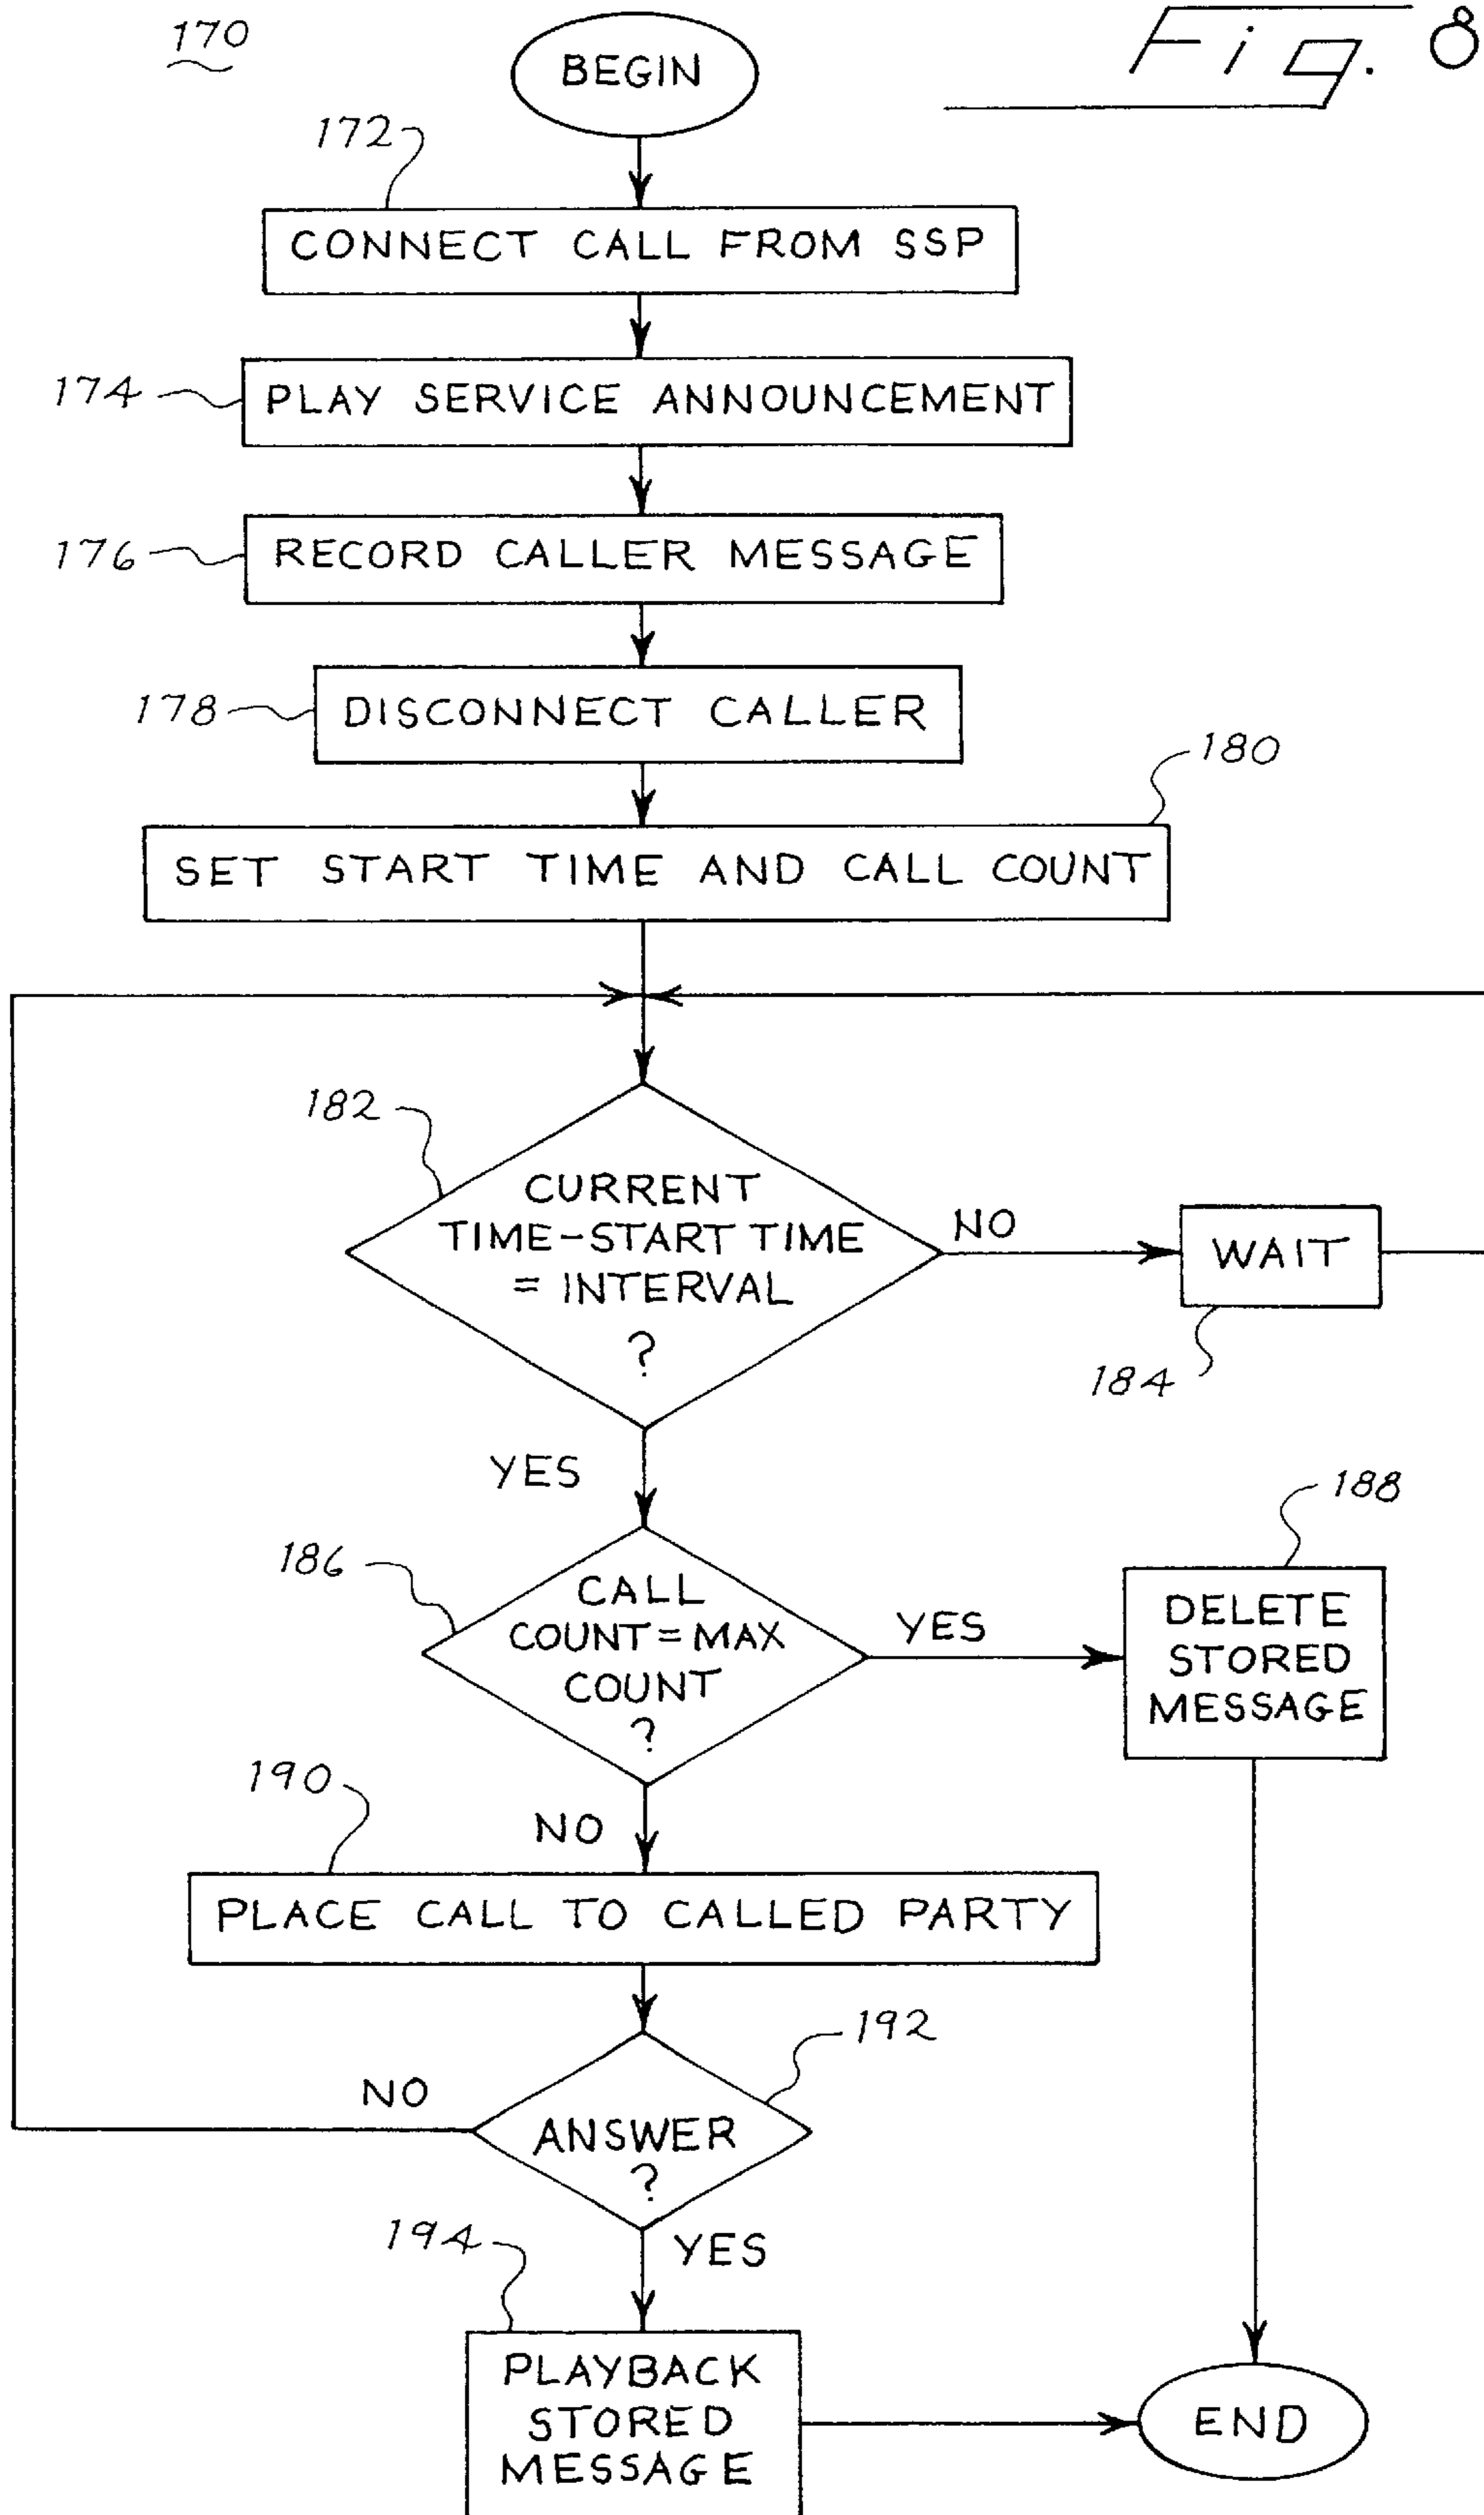 170
Fig. 8
BEGIN
172
CONNECT CALL FROM SSP
174
PLAY SERVICE ANNOUNCEMENT
176
RECORD CALLER MESSAGE
178
DISCONNECT CALLER
180
SET START TIME AND CALL COUNT
182
CURRENT
TIME-START TIME
= INTERVAL
?
NO
WAIT
184
YES
186
CALL
COUNT=MAX
COUNT
?
YES
188
DELETE
STORED
MESSAGE
NO
190
PLACE CALL TO CALLED PARTY
192
NO
ANSWER
?
YES
194
PLAYBACK
STORED
MESSAGE
END